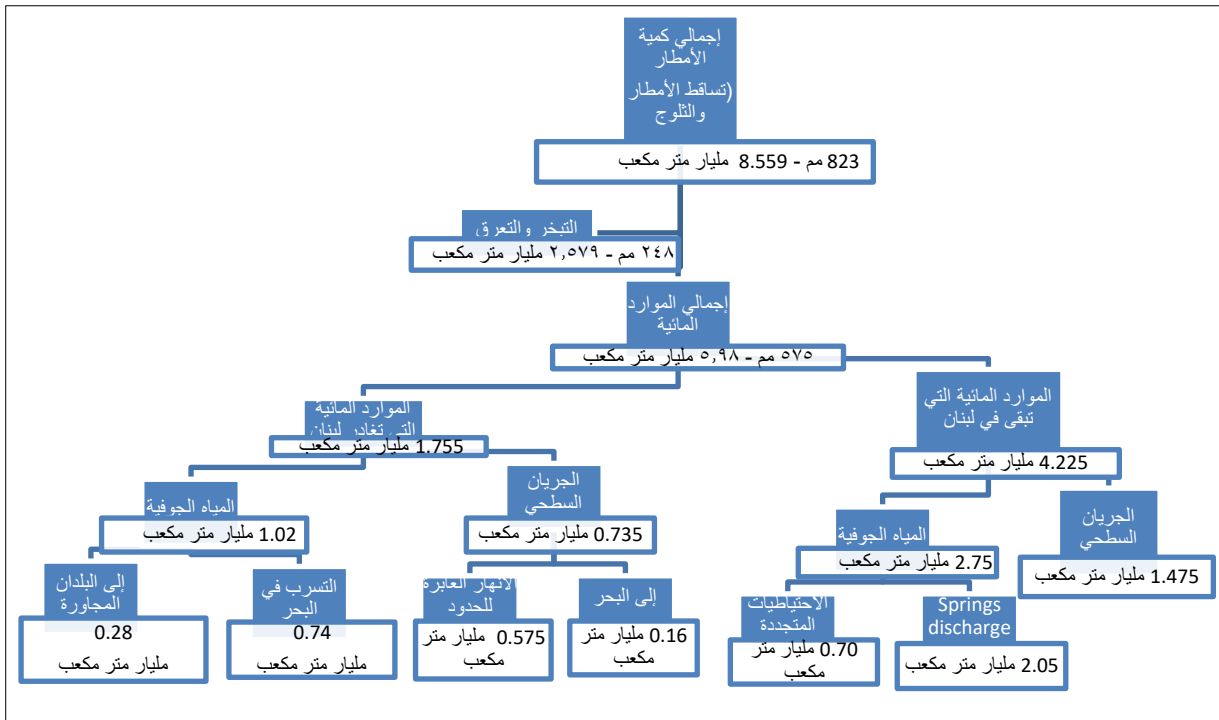 إجمالي كمية
الأمطار
(تساقط الأمطار
والثلوج
823 مم - 8.559 مليار متر مكعب
التبخر والتعرق
٢٤٨ مم - ٢,٥٧٩ مليار متر مكعب
إجمالي الموارد
المائية
٥٧٥ مم - ٥,٩٨ مليار متر مكعب
الموارد المائية التي
تبقى في لبنان
4.225 مليار متر مكعب
الموارد المائية
التي تغادر لبنان
1.755 مليار متر مكعب
الجريان
السطحي
1.475 مليار متر مكعب
المياه الجوفية
2.75 مليار متر مكعب
الجريان
السطحي
0.735 مليار متر مكعب
المياه الجوفية
1.02 مليار متر مكعب
Springs
discharge
2.05 مليار متر مكعب
الاحتياطيات
المتجددة
0.70 مليار متر
مكعب
إلى البحر
0.16 مليار متر
مكعب
الأنهار العابرة
للحدود
0.575 مليار متر
مكعب
التسرب في
البحر
0.74
مليار متر مكعب
إلى البلدان
المجاورة
0.28
مليار متر مكعب